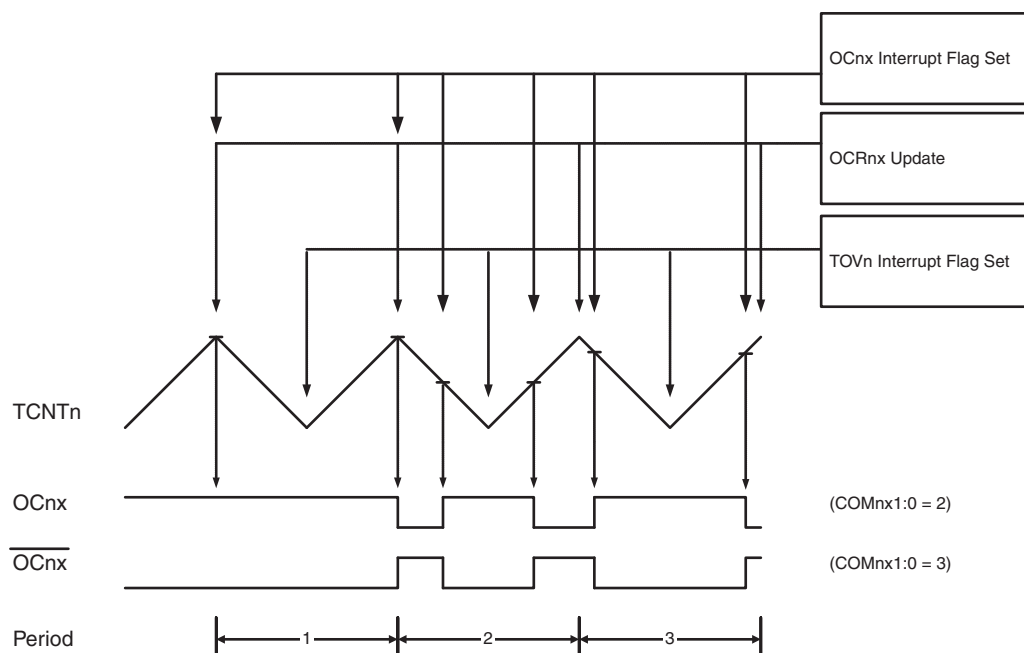 OCnx Interrupt Flag Set
OCRnx Update
TOVn Interrupt Flag Set
TCNTn
OCnx
(COMnx1:0 = 2)
OCnx
(COMnx1:0 = 3)
Period
1
2
3